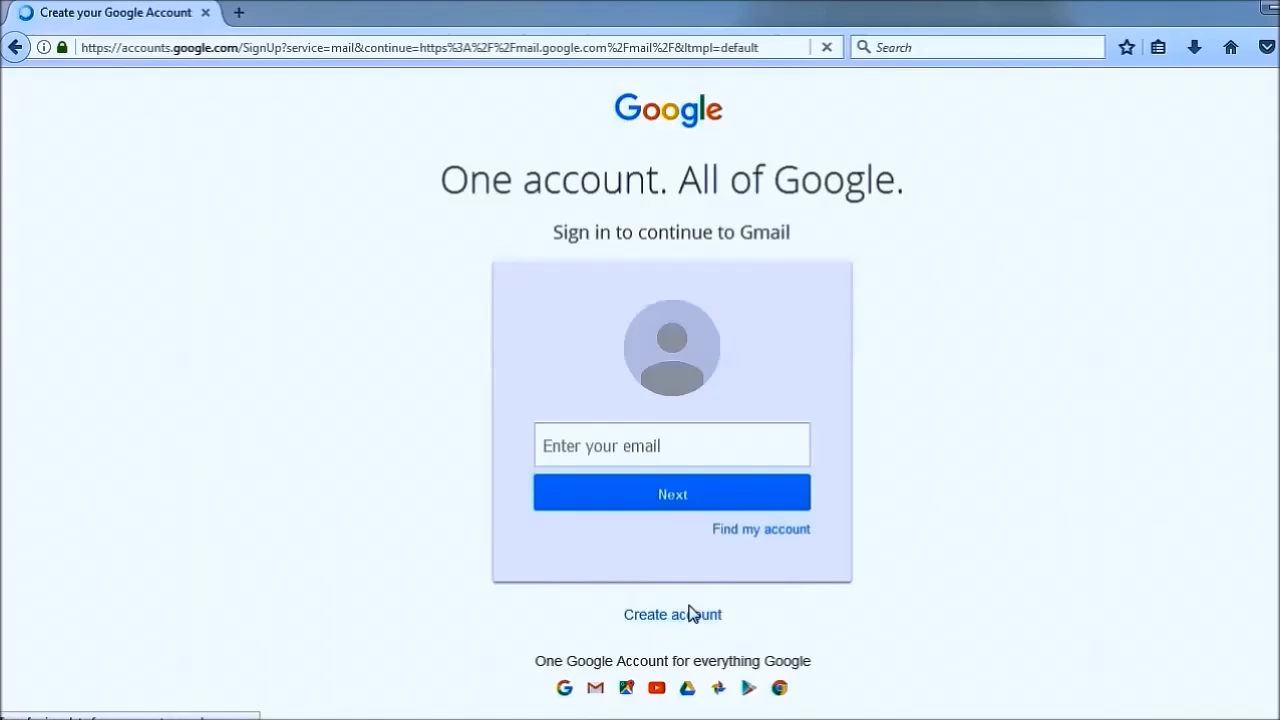 Create your Google Account
https://accounts.google.com/SignUp?service=mail&continue=https%3A%2F%2Fmail.google.com%2Fmail%2F&ltmpl=default
Search
Google
One account. All of Google.
Sign in to continue to Gmail
Enter your email
Next
Find my account
Create account
One Google Account for everything Google